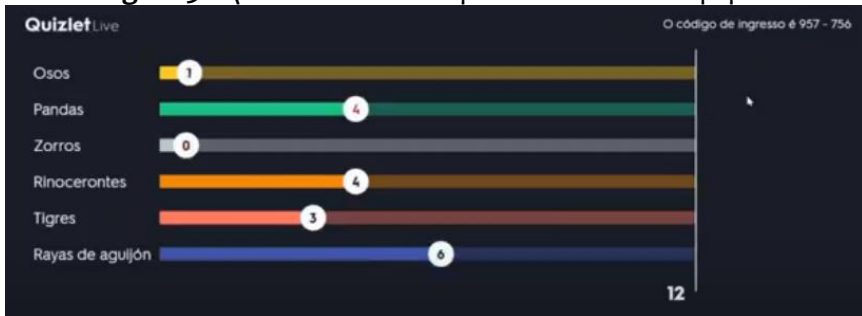 Quizlet Live
O código de ingresso é 957 - 756
Osos 1
Pandas 4
Zorros 0
Rinocerontes 4
Tigres 3
Rayas de aguijón 6
12